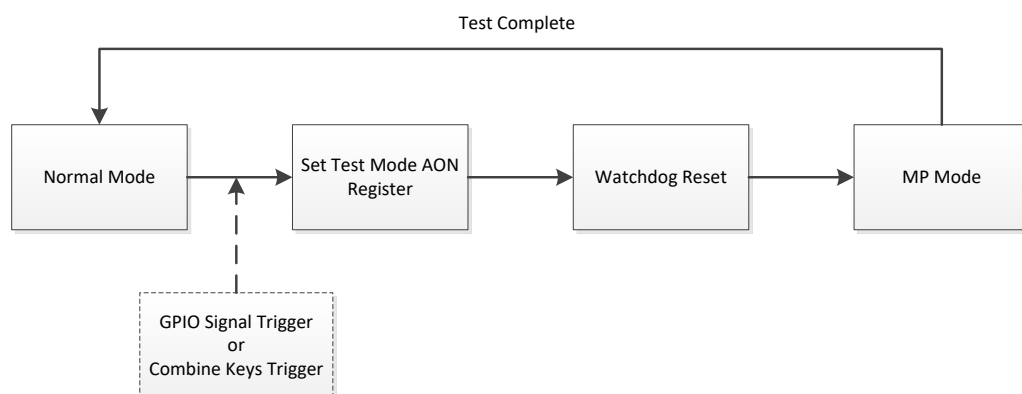 Test Complete
Normal Mode
Set Test Mode AON
Register
Watchdog Reset
MP Mode
GPIO Signal Trigger
or
Combine Keys Trigger